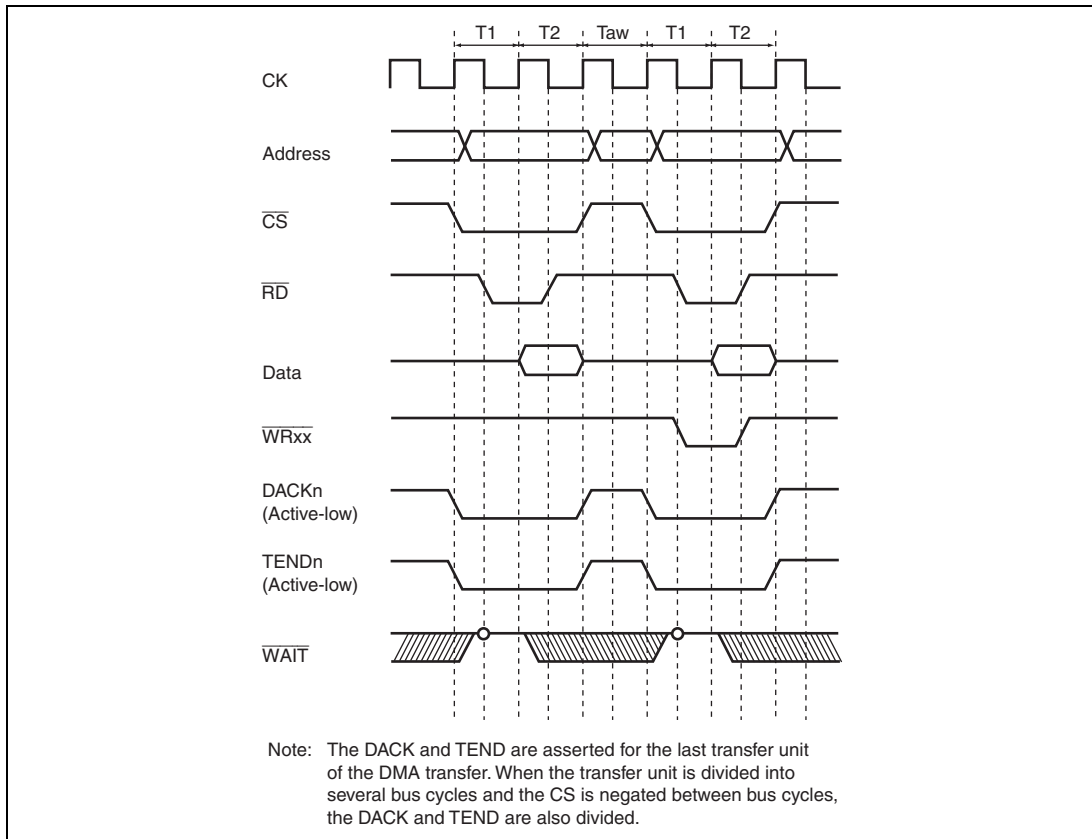 T1 T2 Taw T1 T2
CK
Address
CS
RD
Data
WRxx
DACKn
(Active-low)
TENDn
(Active-low)
WAIT
Note: The DACK and TEND are asserted for the last transfer unit
of the DMA transfer. When the transfer unit is divided into
several bus cycles and the CS is negated between bus cycles,
the DACK and TEND are also divided.